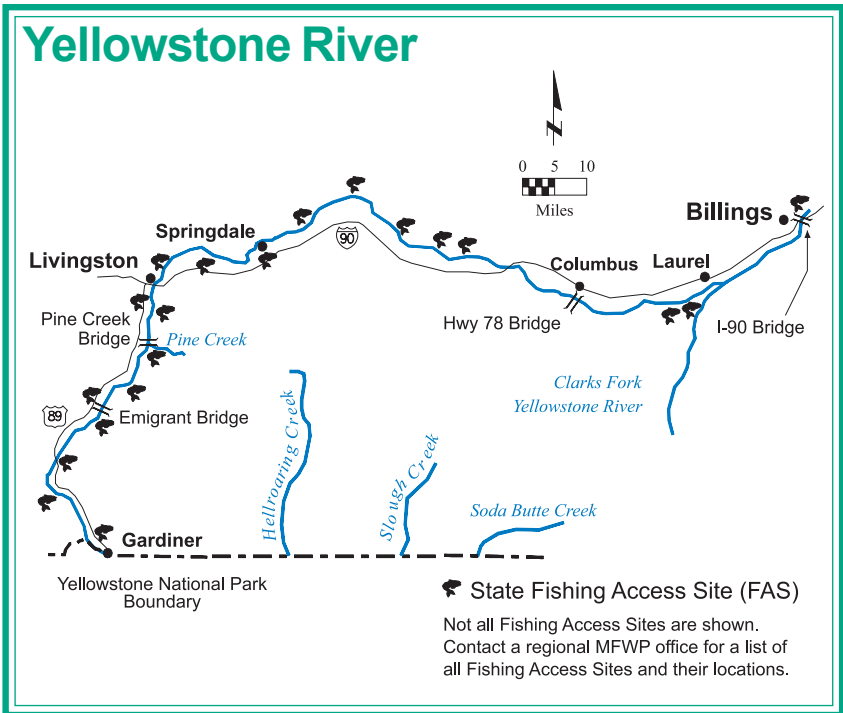 Yellowstone River
N
0 5 10
Miles
Billings
Springdale
90
Livingston
Columbus
Laurel
Pine Creek
Bridge
Pine Creek
Hwy 78 Bridge
I-90 Bridge
Clarks Fork
Yellowstone River
89
Emigrant Bridge
Hellroaring Creek
Slough Creek
Soda Butte Creek
Gardiner
Yellowstone National Park
Boundary
State Fishing Access Site (FAS)
Not all Fishing Access Sites are shown.
Contact a regional MFWP office for a list of
all Fishing Access Sites and their locations.